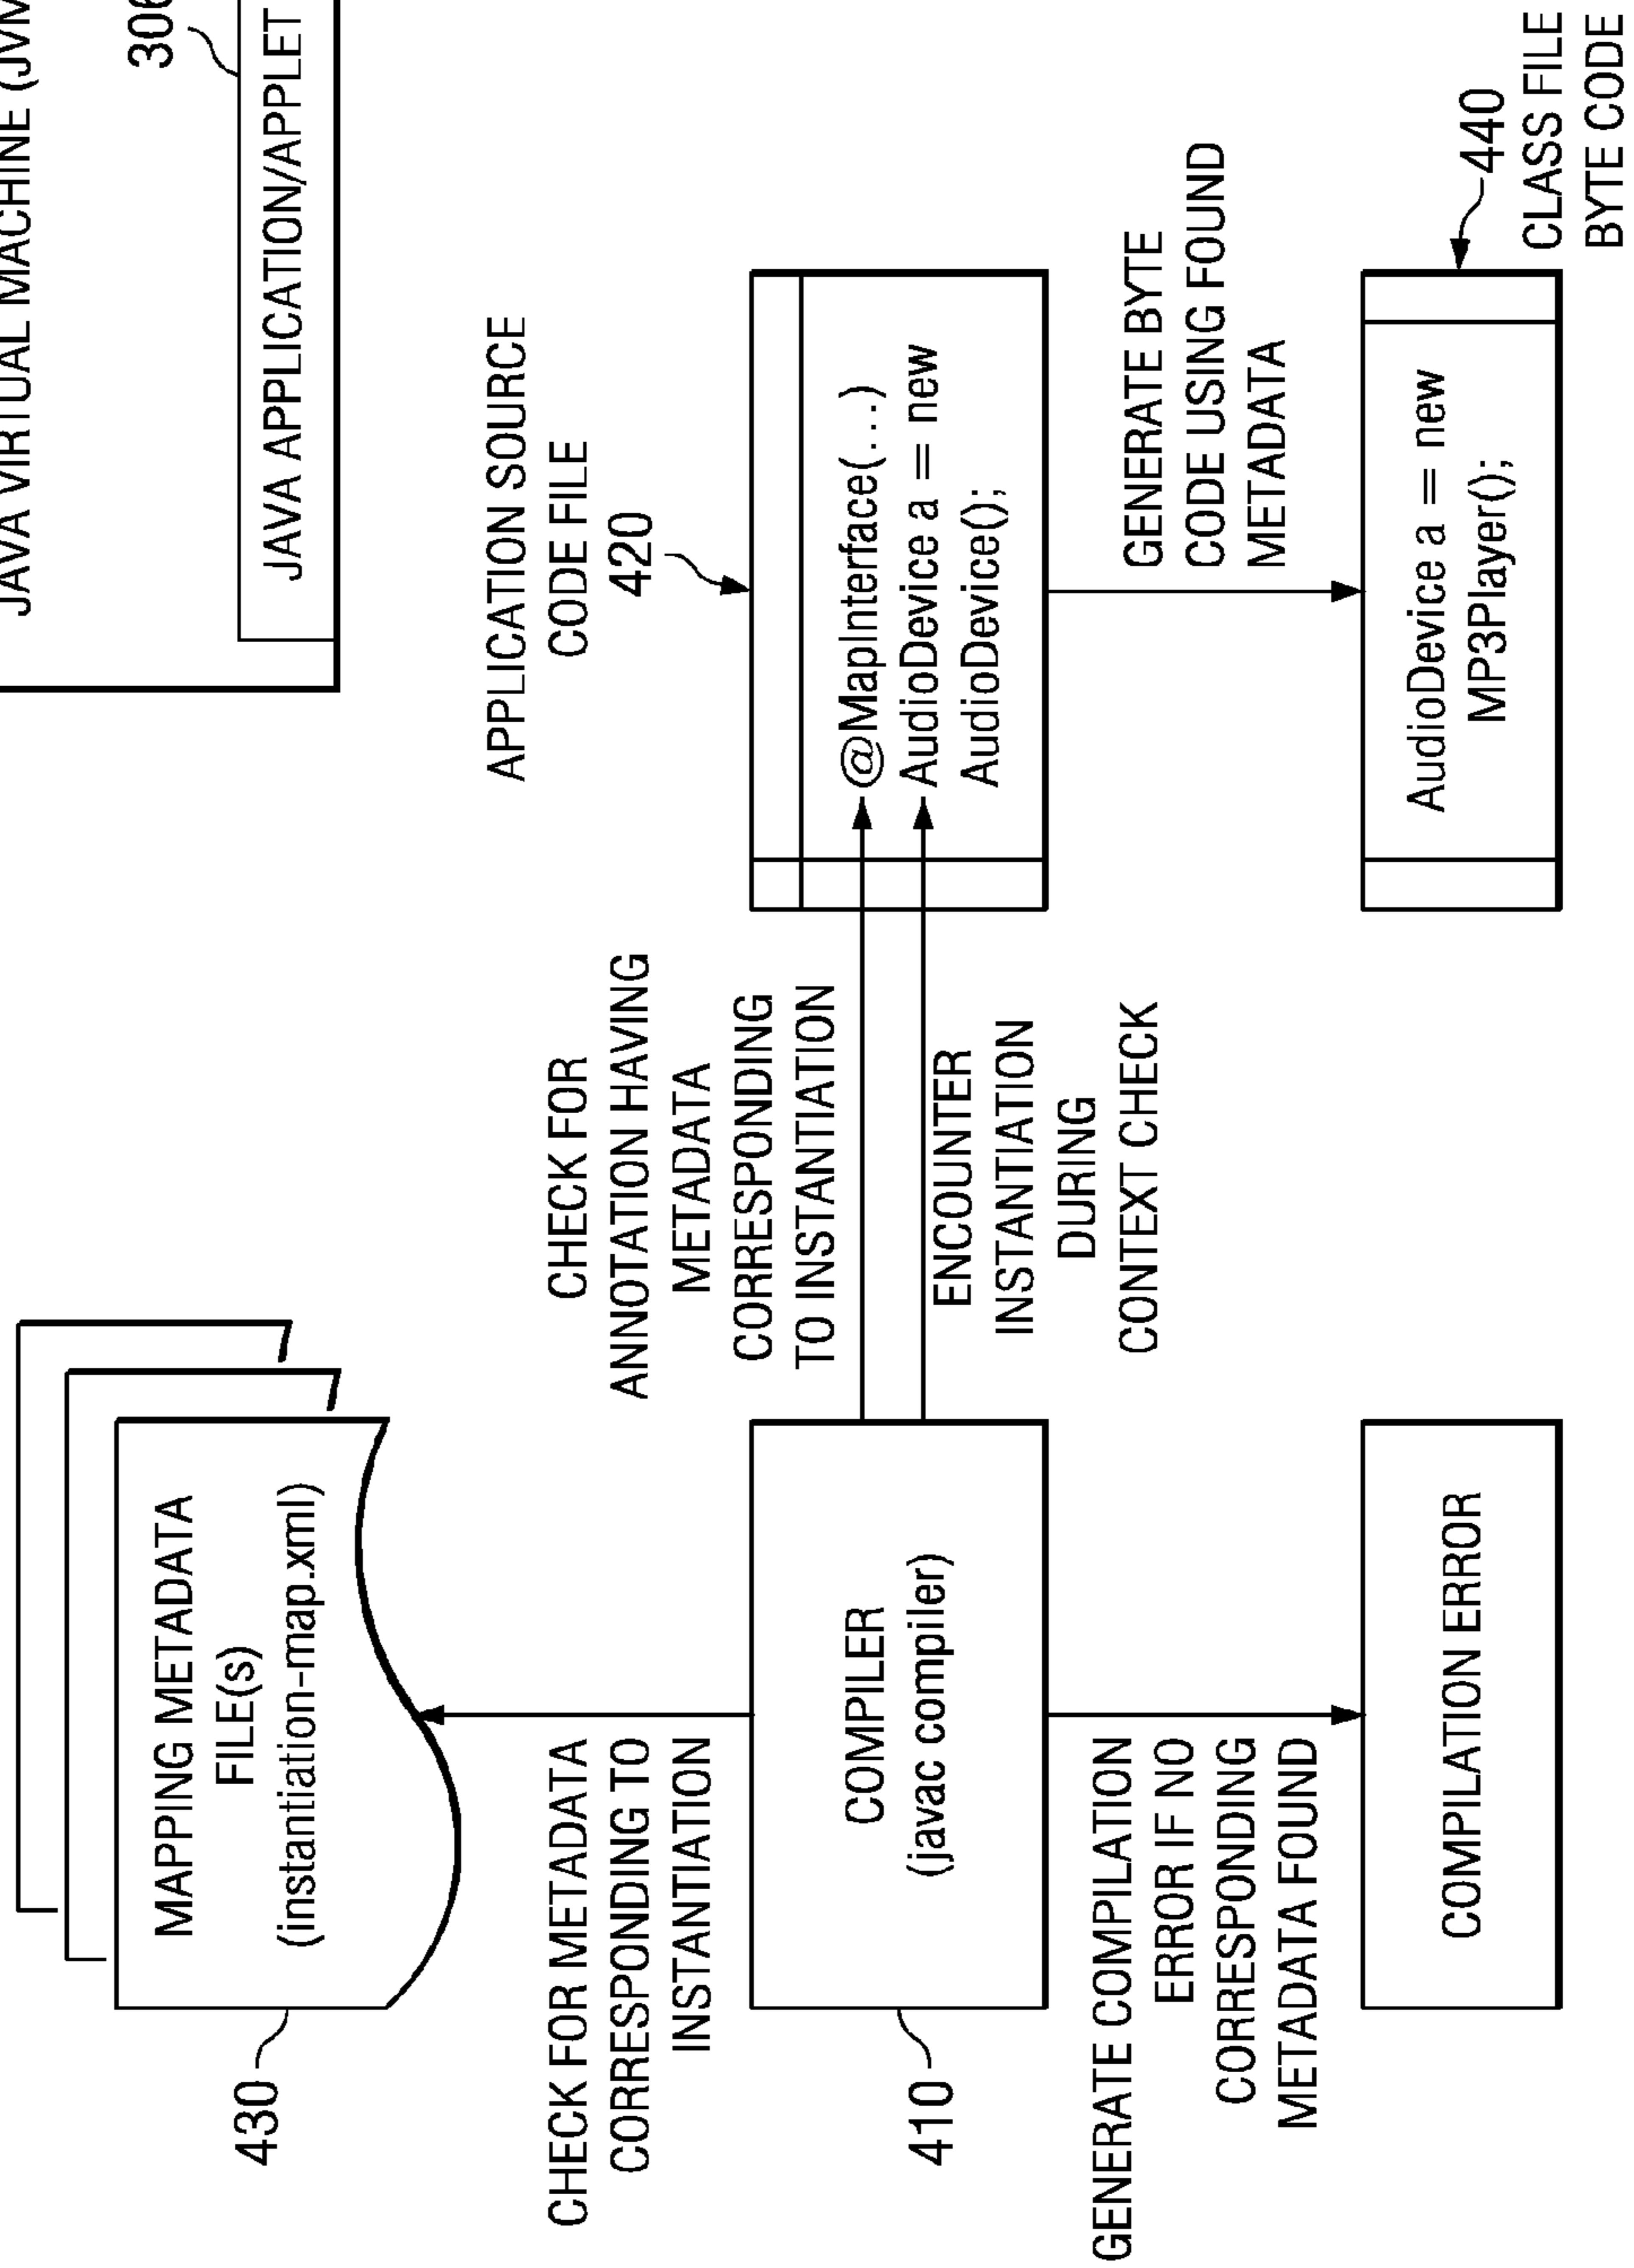 JAVA VIRTUAL MACHINE (JVM
306
JAVA APPLICATION/APPLET
MAPPING METADATA
FILE(s)
(instantiation-map.xml)
430
CHECK FOR METADATA
CORRESPONDING TO
INSTANTIATION
CHECK FOR
ANNOTATION HAVING
METADATA
CORRESPONDING
TO INSTANTIATION
APPLICATION SOURCE
CODE FILE
420
COMPILER
(javac compiler)
410
ENCOUNTER
INSTANTIATION
DURING
CONTEXT CHECK
@MapInterface(...)
AudioDevice a = new
AudioDevice();
GENERATE COMPILATION
ERROR IF NO
CORRESPONDING
METADATA FOUND
GENERATE BYTE
CODE USING FOUND
METADATA
COMPILATION ERROR
AudioDevice a = new
MP3Player();
440
CLASS FILE
BYTE CODE